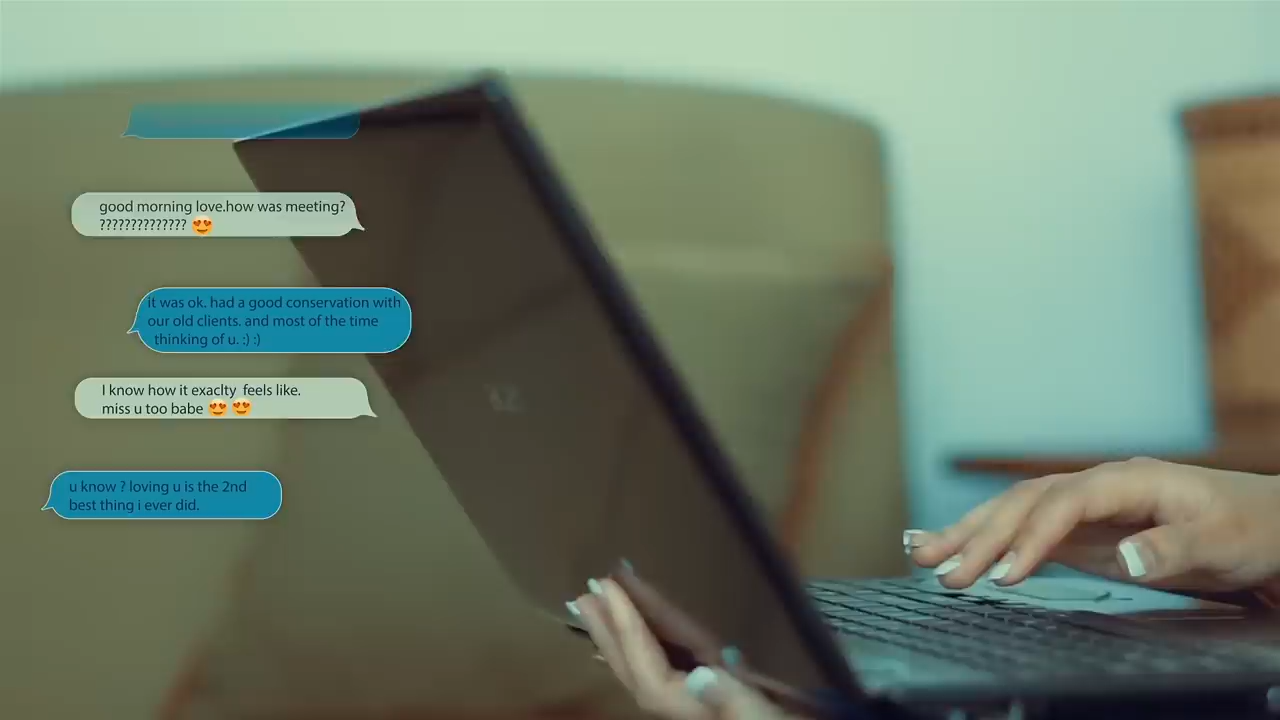 good morning love.how was meeting?
?????????????? 😍
it was ok. had a good conservation with
our old clients. and most of the time
thinking of u. :) :)
I know how it exaclty feels like.
miss u too babe 😍 😍
u know ? loving u is the 2nd
best thing i ever did.